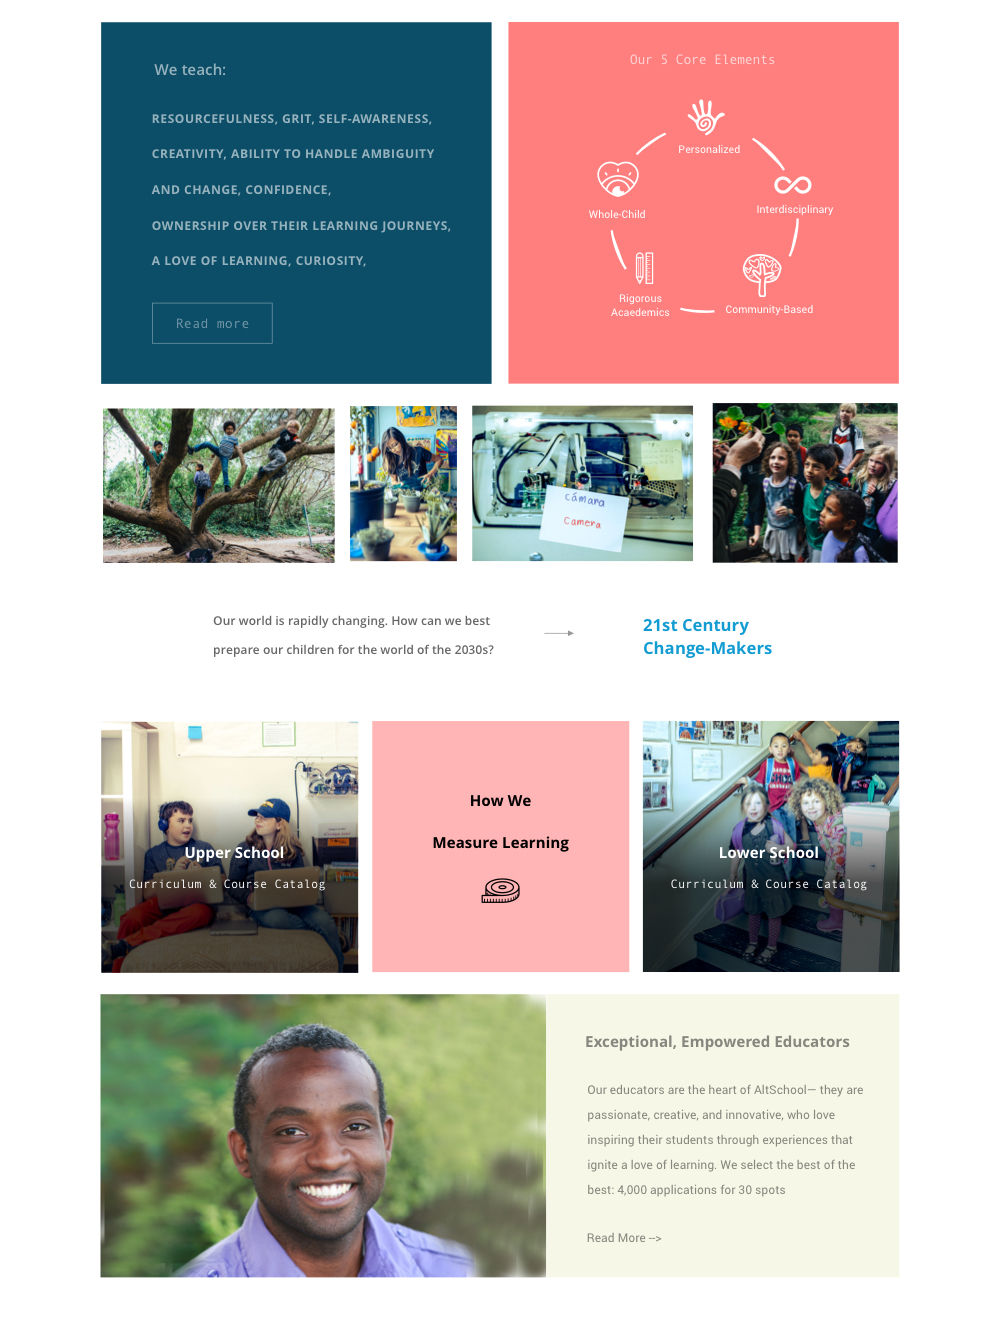 We teach:
RESOURCEFULNESS, GRIT, SELF-AWARENESS,
CREATIVITY, ABILITY TO HANDLE AMBIGUITY
AND CHANGE, CONFIDENCE,
OWNERSHIP OVER THEIR LEARNING JOURNEYS,
A LOVE OF LEARNING, CURIOSITY,
Read more
Our 5 Core Elements
Personalized
Interdisciplinary
Whole-Child
Rigorous
Acaedemics
Community-Based
cámara
Camera
Our world is rapidly changing. How can we best
prepare our children for the world of the 2030s?
21st Century
Change-Makers
Upper School
Curriculum & Course Catalog
How We
Measure Learning
Lower School
Curriculum & Course Catalog
Exceptional, Empowered Educators
Our educators are the heart of AltSchool— they are
passionate, creative, and innovative, who love
inspiring their students through experiences that
ignite a love of learning. We select the best of the
best: 4,000 applications for 30 spots
Read More -->